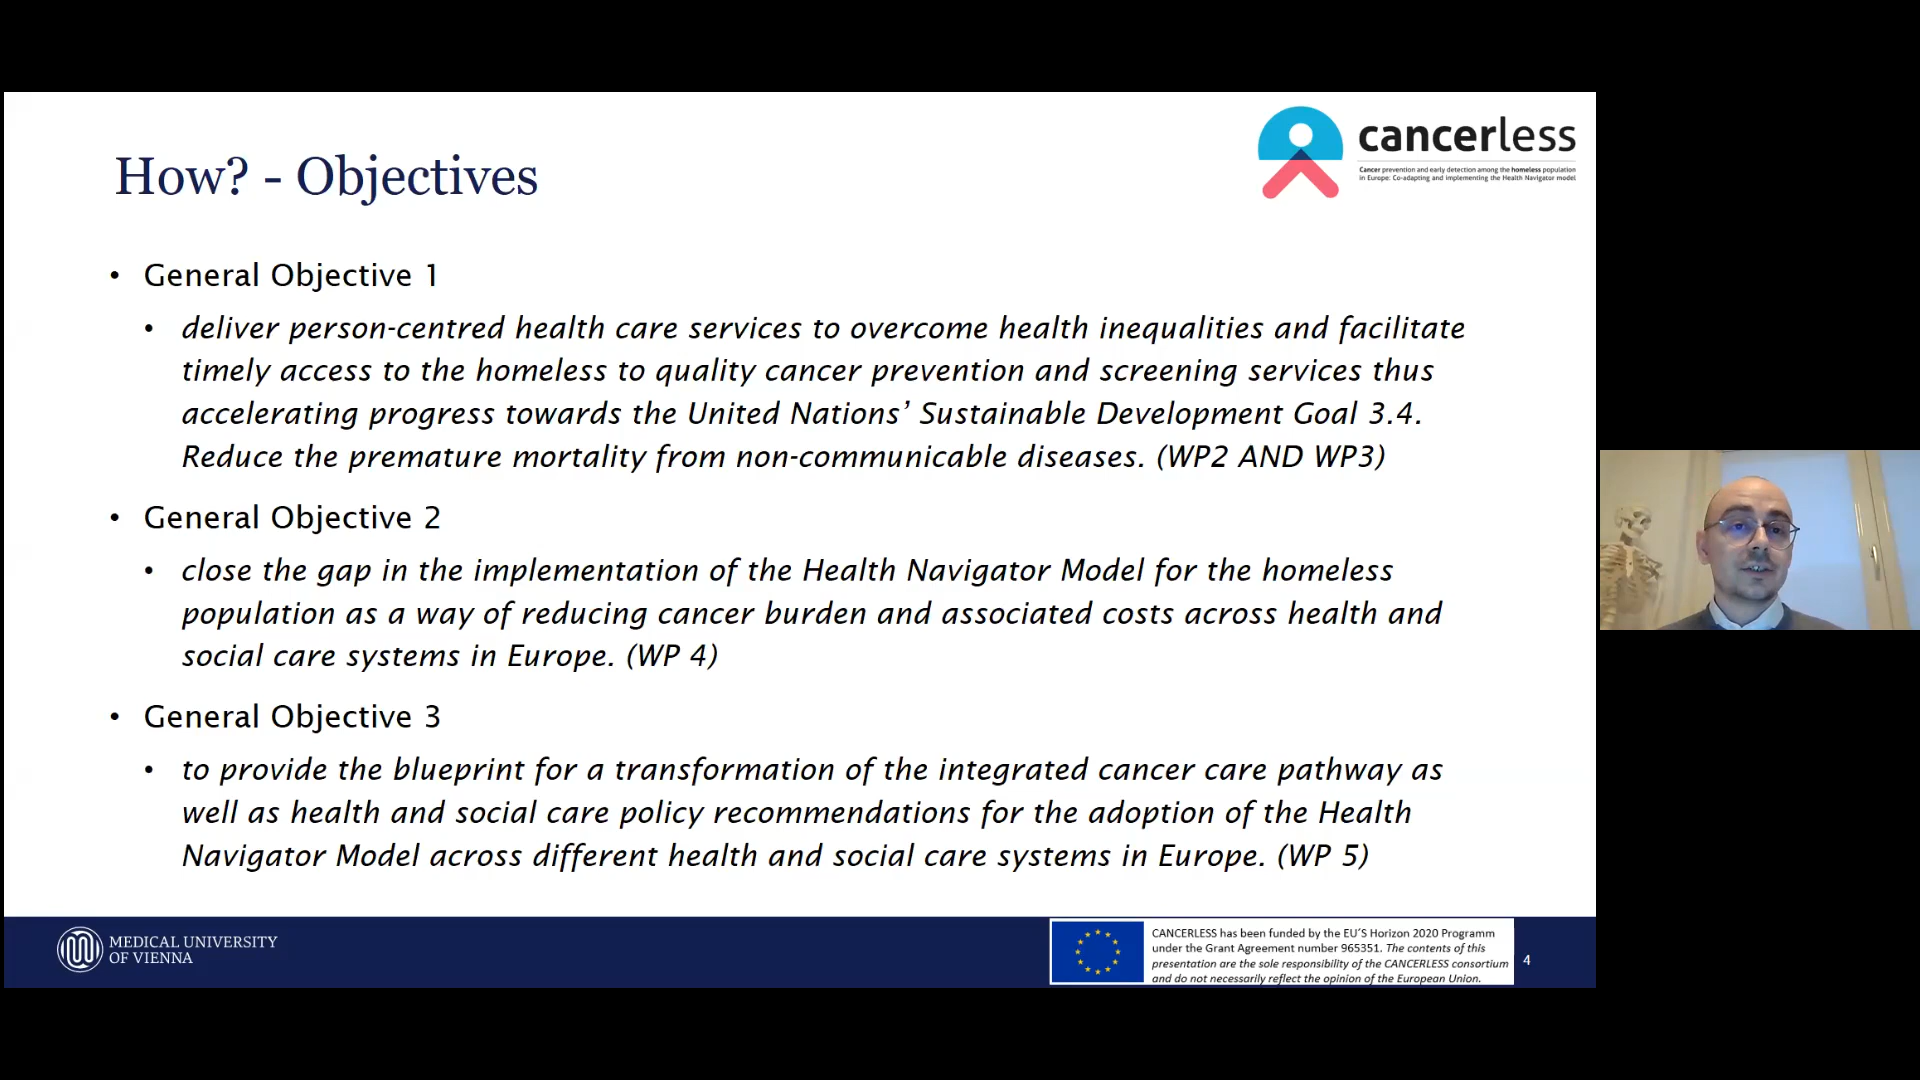 How? - Objectives
cancerless
Cancer prevention and early detection among the homeless population
in Europe: Co-adapting and implementing the Health Navigator model
• General Objective 1
• deliver person-centred health care services to overcome health inequalities and facilitate
timely access to the homeless to quality cancer prevention and screening services thus
accelerating progress towards the United Nations’ Sustainable Development Goal 3.4.
Reduce the premature mortality from non-communicable diseases. (WP2 AND WP3)
• General Objective 2
• close the gap in the implementation of the Health Navigator Model for the homeless
population as a way of reducing cancer burden and associated costs across health and
social care systems in Europe. (WP 4)
• General Objective 3
• to provide the blueprint for a transformation of the integrated cancer care pathway as
well as health and social care policy recommendations for the adoption of the Health
Navigator Model across different health and social care systems in Europe. (WP 5)
MEDICAL UNIVERSITY
OF VIENNA
CANCERLESS has been funded by the EU’S Horizon 2020 Programm
under the Grant Agreement number 965351. The contents of this
presentation are the sole responsibility of the CANCERLESS consortium
and do not necessarily reflect the opinion of the European Union.
4